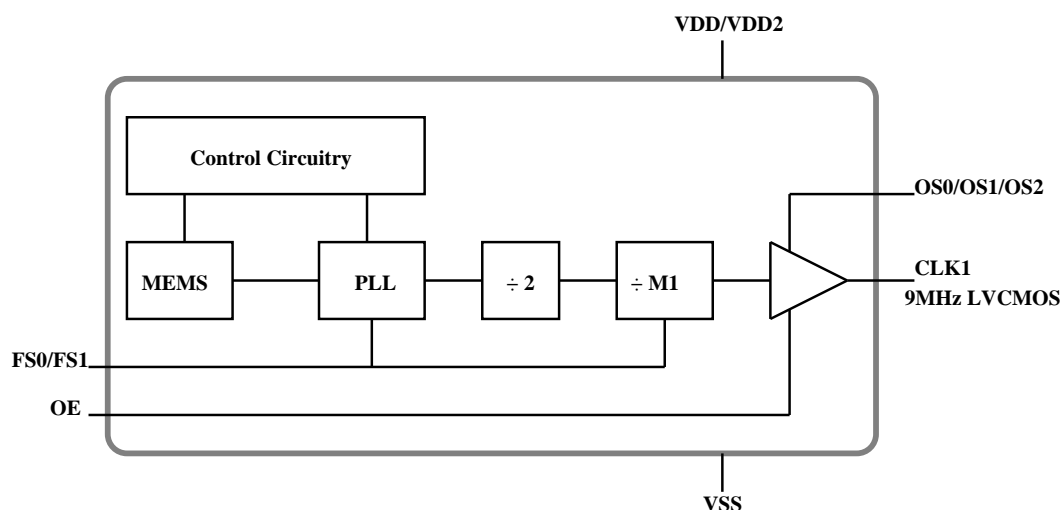 VDD/VDD2
Control Circuitry
OS0/OS1/OS2
MEMS
PLL
÷ 2
÷ M1
CLK1
9MHz LVCMOS
FS0/FS1
OE
VSS